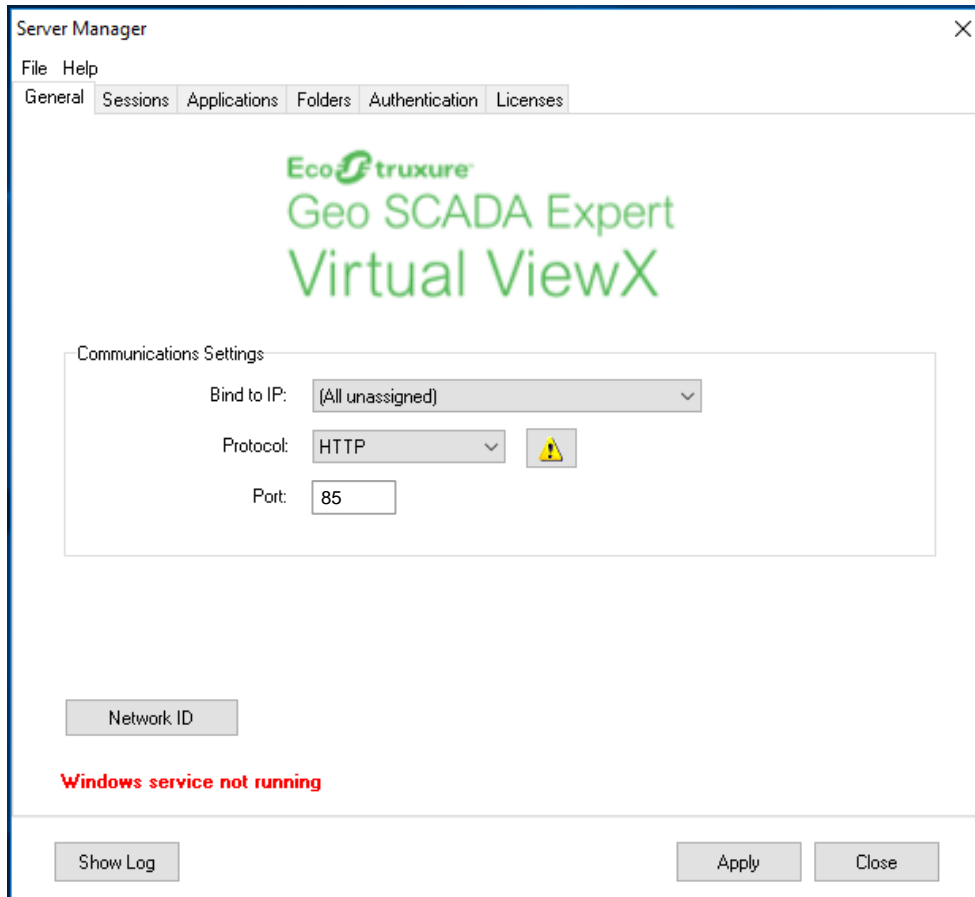 Server Manager
File Help
General Sessions Applications Folders Authentication Licenses
EcoStruxure™
Geo SCADA Expert
Virtual ViewX
Communications Settings
Bind to IP: (All unassigned)
Protocol: HTTP
Port: 85
Network ID
Windows service not running
Show Log Apply Close